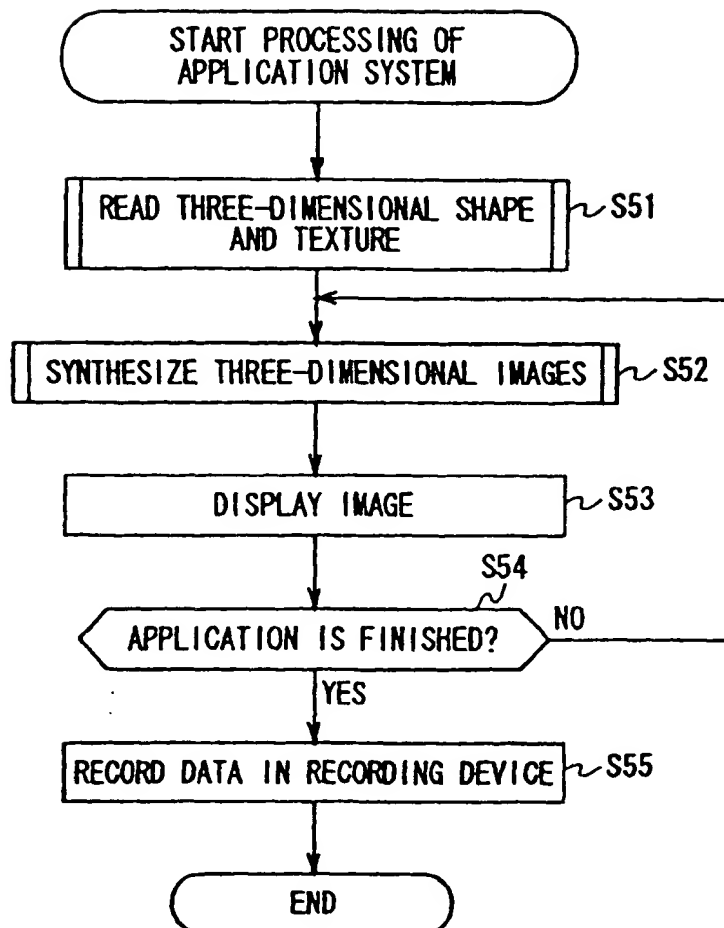 START PROCESSING OF
APPLICATION SYSTEM
READ THREE-DIMENSIONAL SHAPE
AND TEXTURE
S51
SYNTHESIZE THREE-DIMENSIONAL IMAGES
S52
DISPLAY IMAGE
S53
S54
APPLICATION IS FINISHED?
NO
YES
RECORD DATA IN RECORDING DEVICE
S55
END